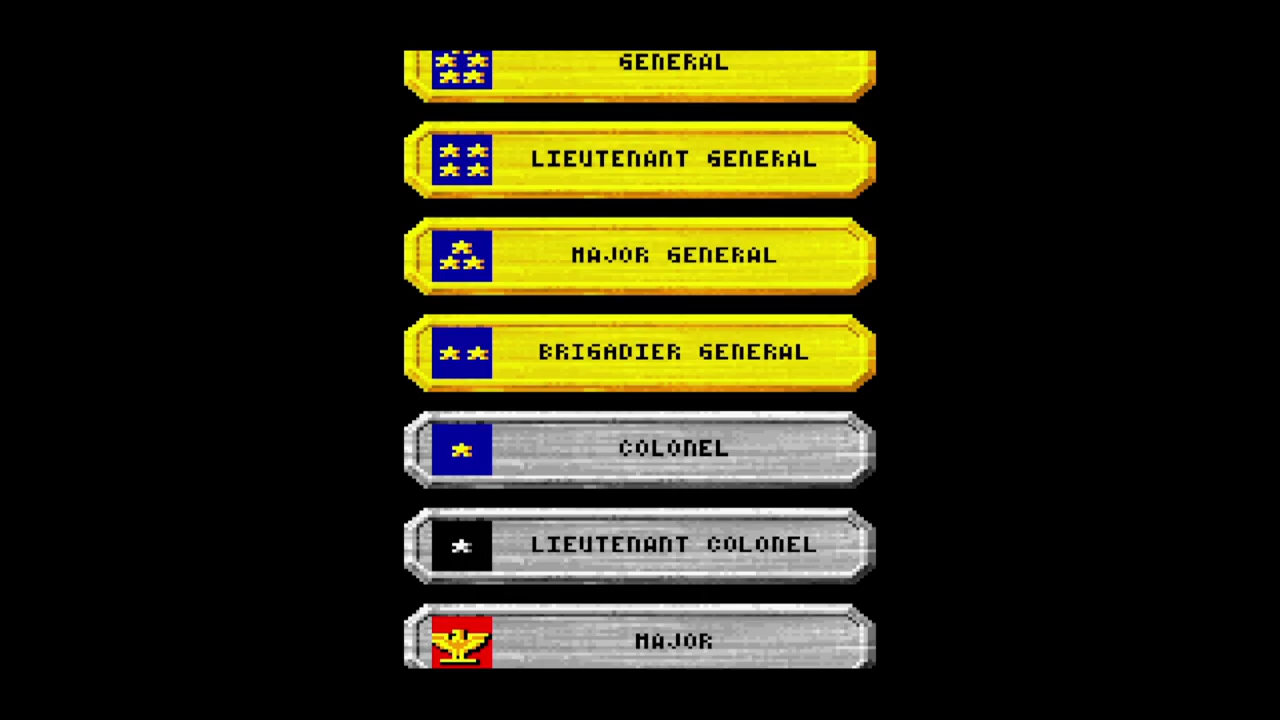 GENERAL
LIEUTENANT GENERAL
MAJOR GENERAL
BRIGADIER GENERAL
COLONEL
LIEUTENANT COLONEL
MAJOR